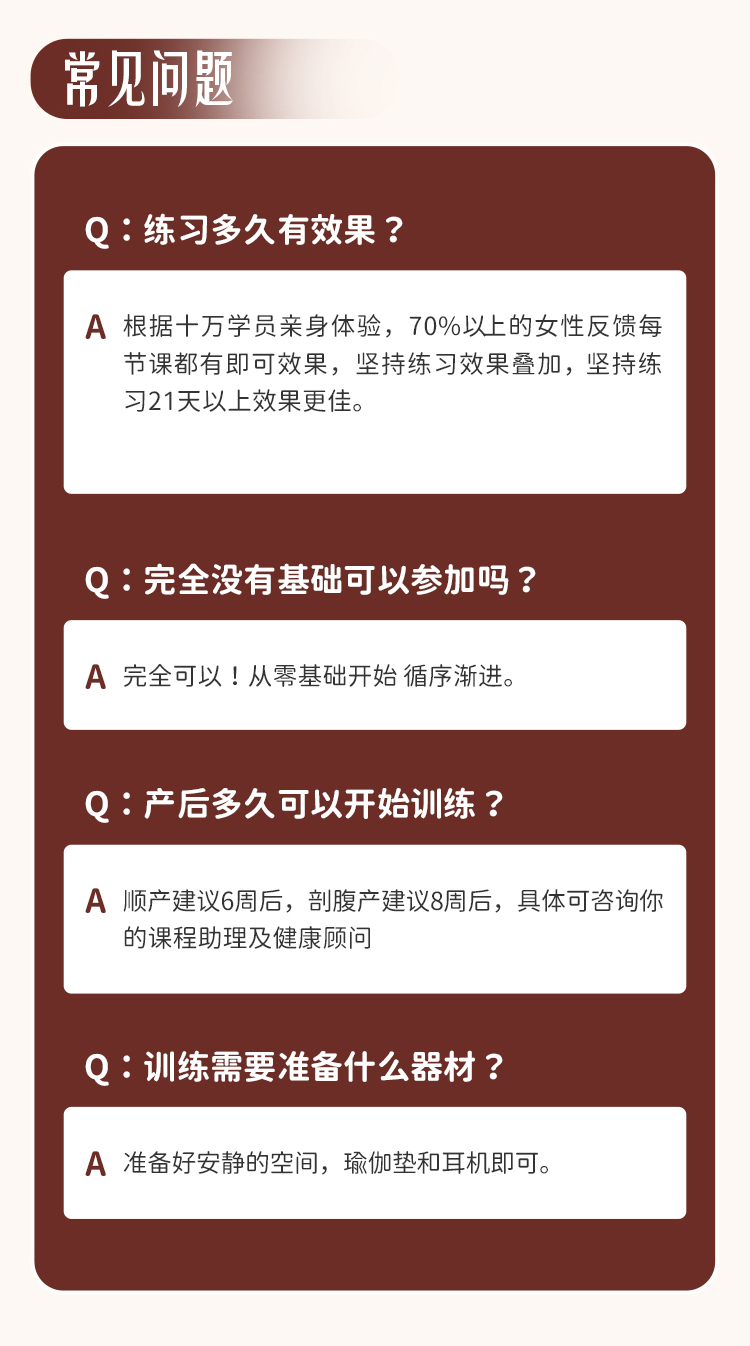 常见问题
Q：练习多久有效果？
A 根据十万学员亲身体验，70%以上的女性反馈每
节课都有即可效果，坚持练习效果叠加，坚持练
习21天以上效果更佳。
Q：完全没有基础可以参加吗？
A 完全可以！从零基础开始 循序渐进。
Q：产后多久可以开始训练？
A 顺产建议6周后，剖腹产建议8周后，具体可咨询你
的课程助理及健康顾问
Q：训练需要准备什么器材？
A 准备好安静的空间，瑜伽垫和耳机即可。